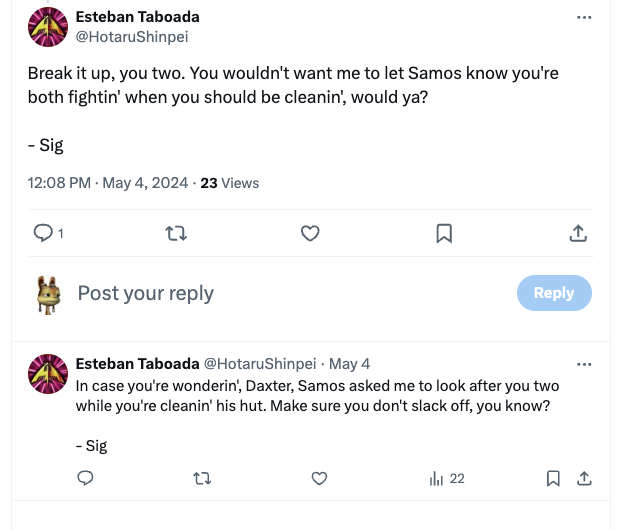 Esteban Taboada
@HotaruShinpei
Break it up, you two. You wouldn't want me to let Samos know you're
both fightin' when you should be cleanin', would ya?
- Sig
12:08 PM · May 4, 2024 · 23 Views
1
Post your reply
Reply
Esteban Taboada @HotaruShinpei · May 4
In case you're wonderin', Daxter, Samos asked me to look after you two
while you're cleanin' his hut. Make sure you don't slack off, you know?
- Sig
22